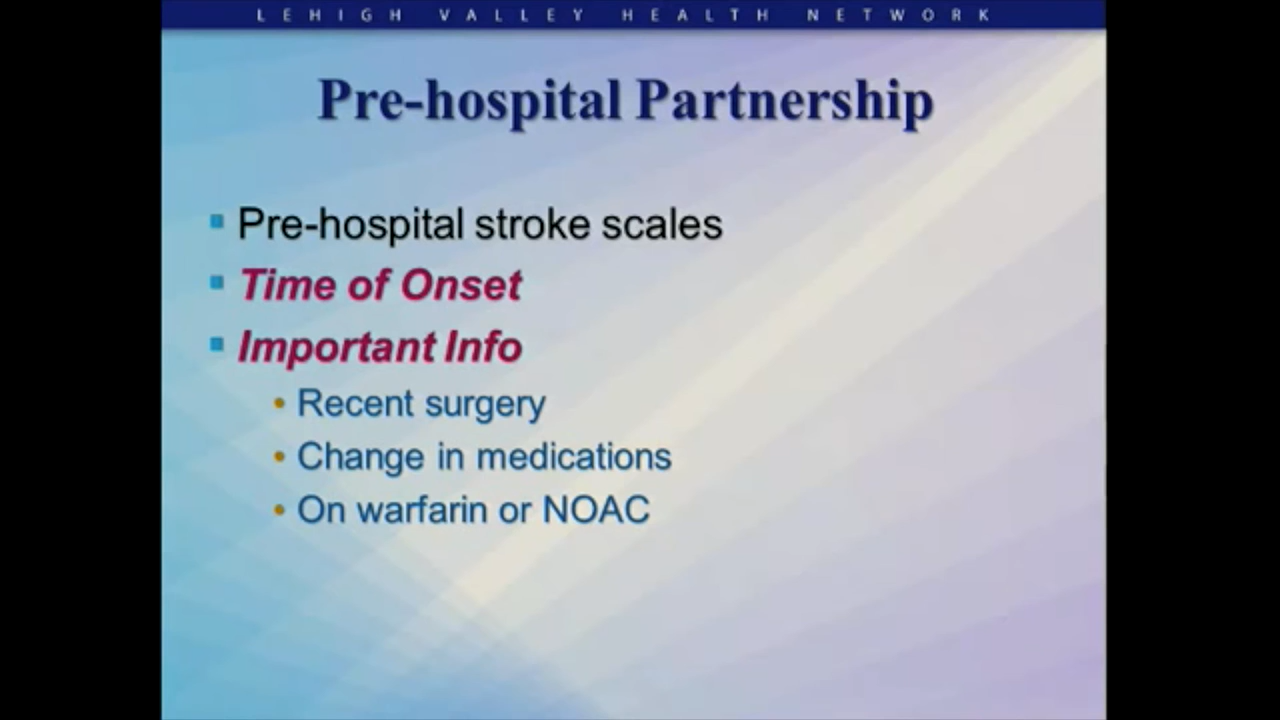 LEHIGH VALLEY HEALTH NETWORK
Pre-hospital Partnership
Pre-hospital stroke scales
Time of Onset
Important Info
Recent surgery
Change in medications
On warfarin or NOAC